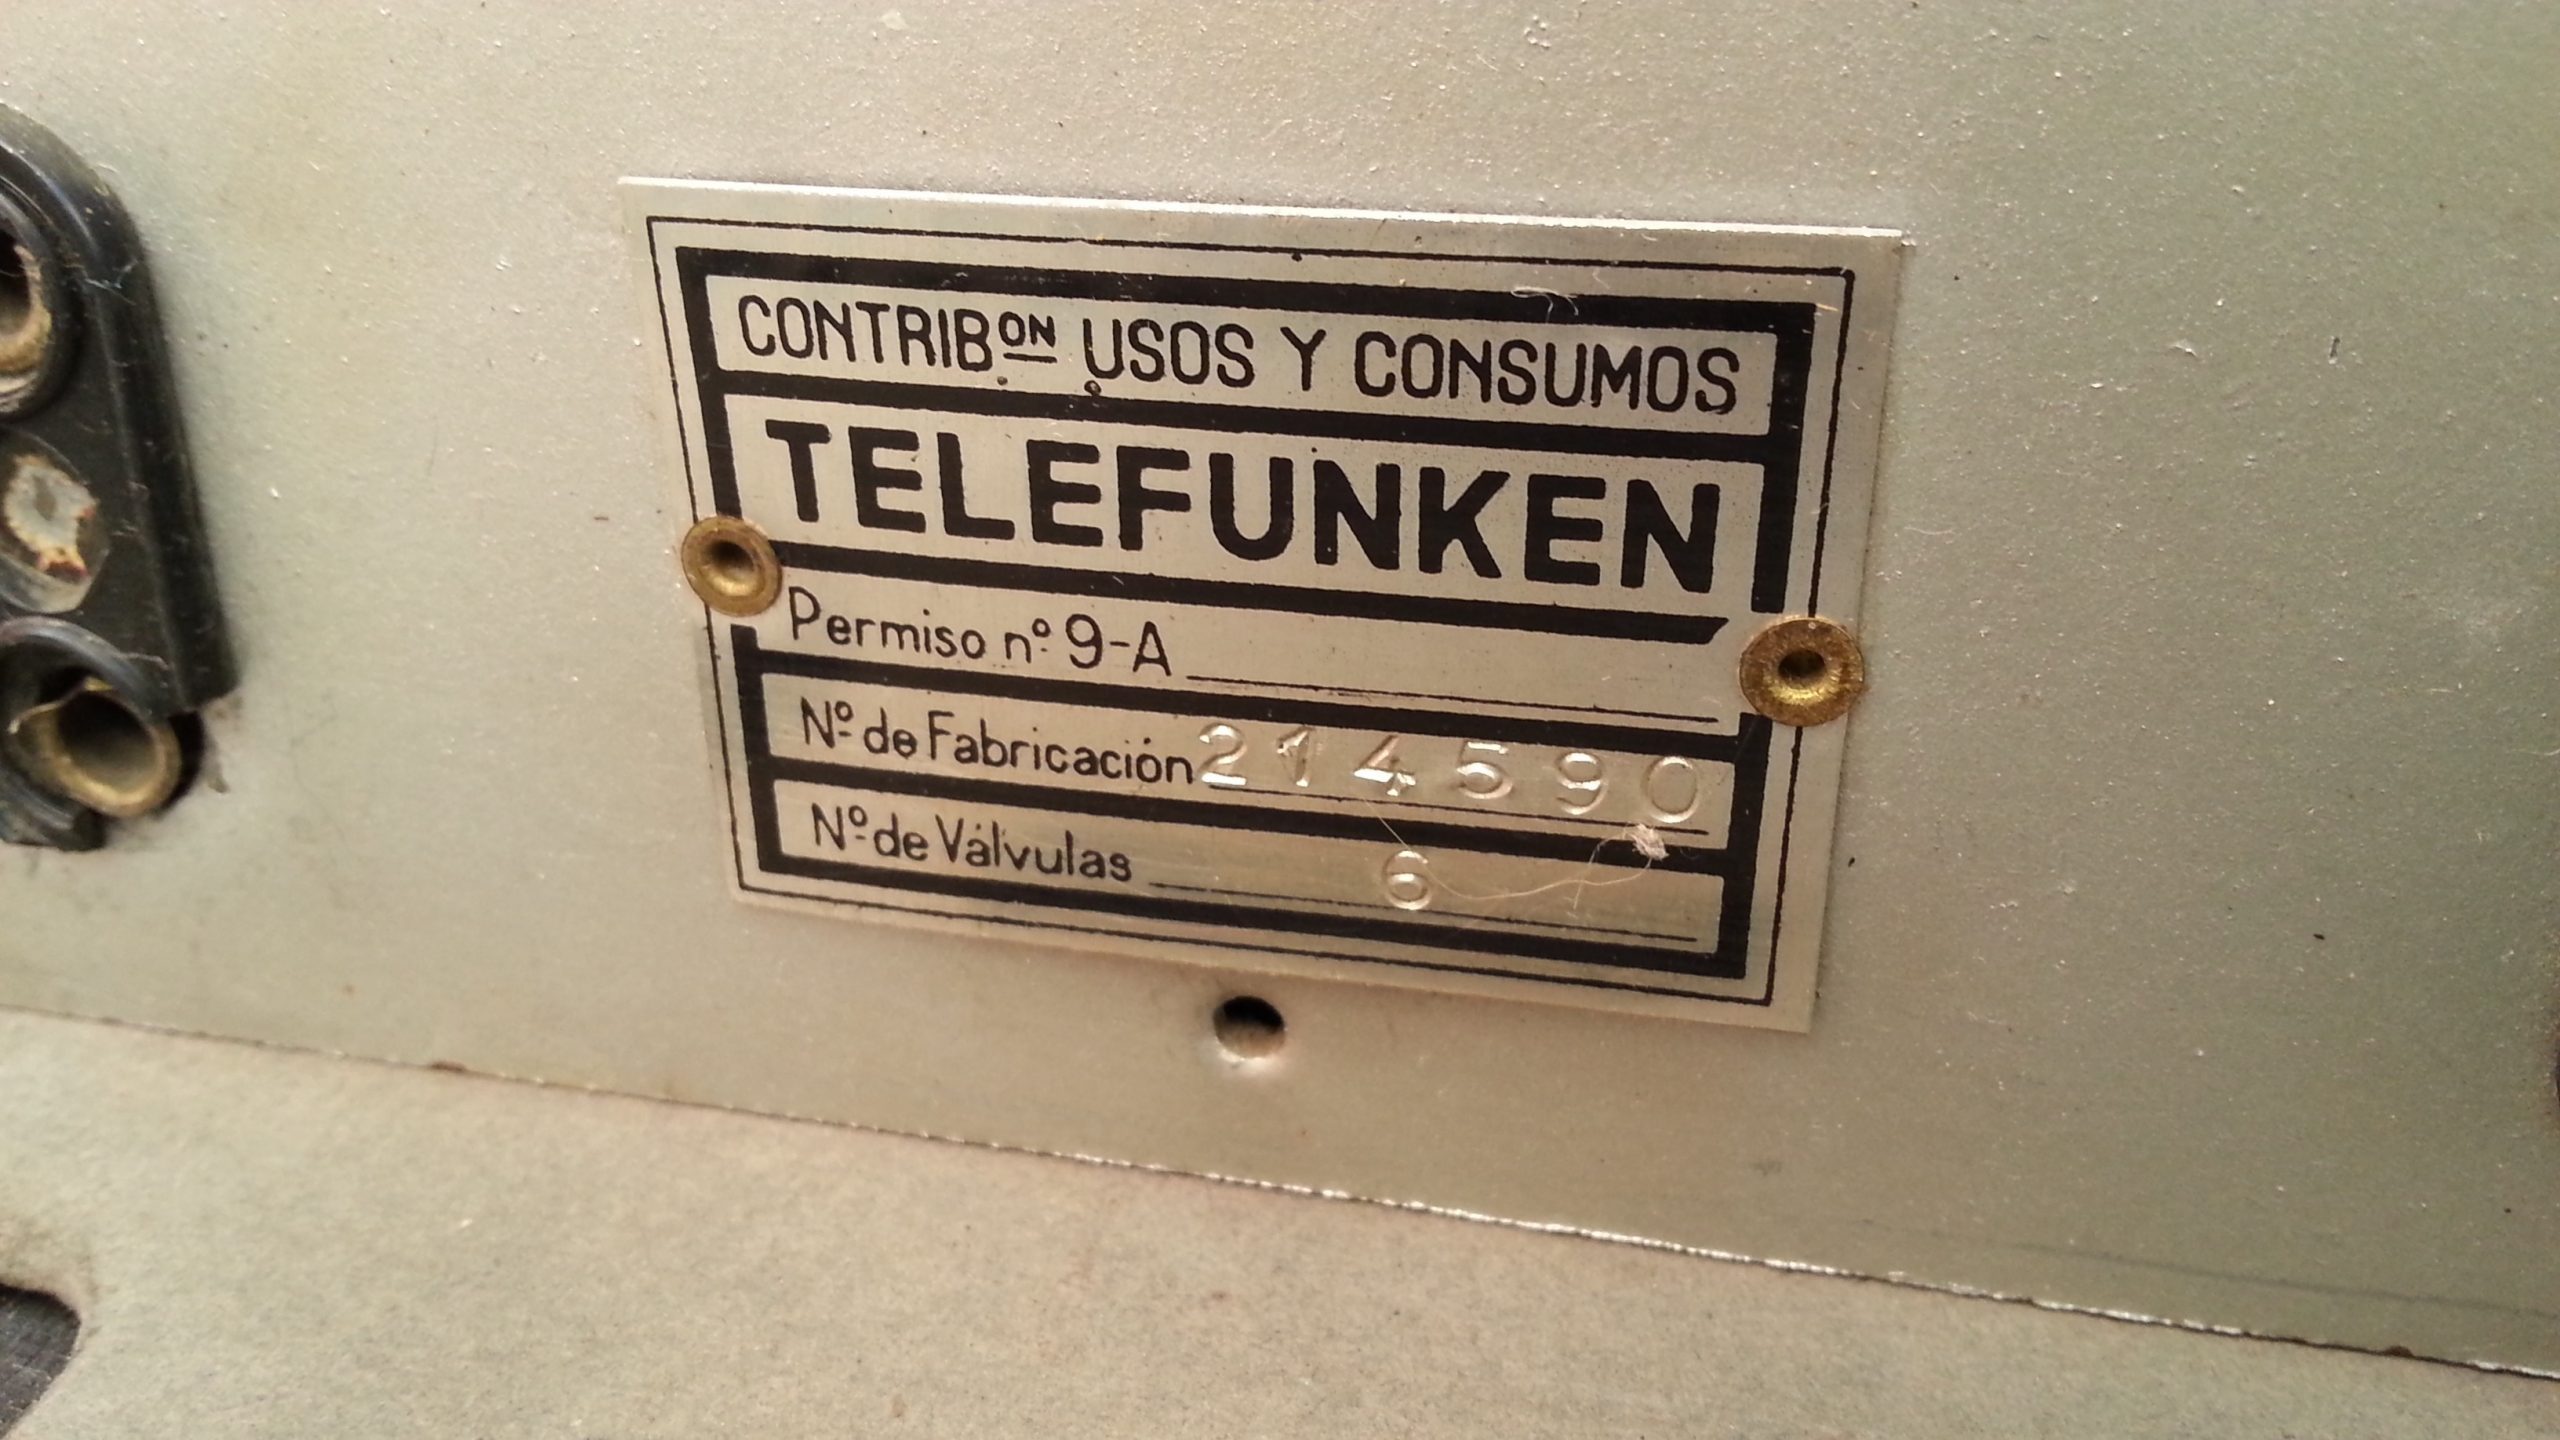 CONTRIBᴼᴺ USOS Y CONSUMOS
TELEFUNKEN
Permiso nº 9-A
Nº de Fabricación 214590
Nº de Válvulas 6